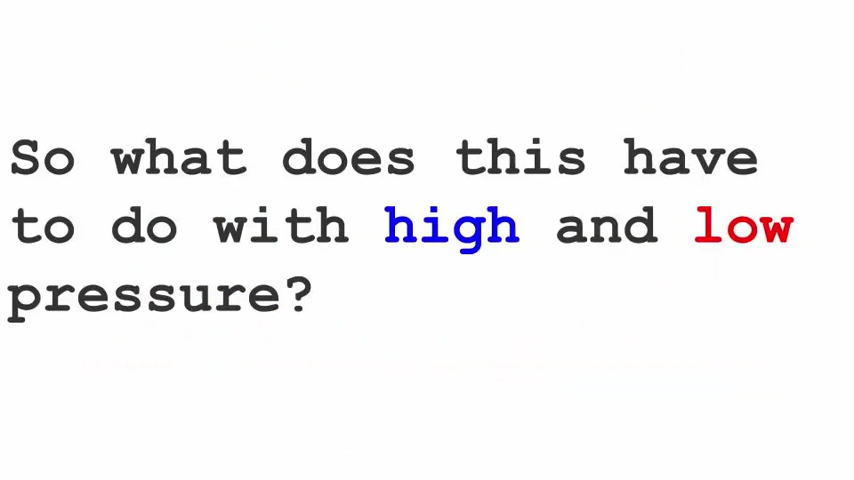 So what does this have
to do with high and low
pressure?